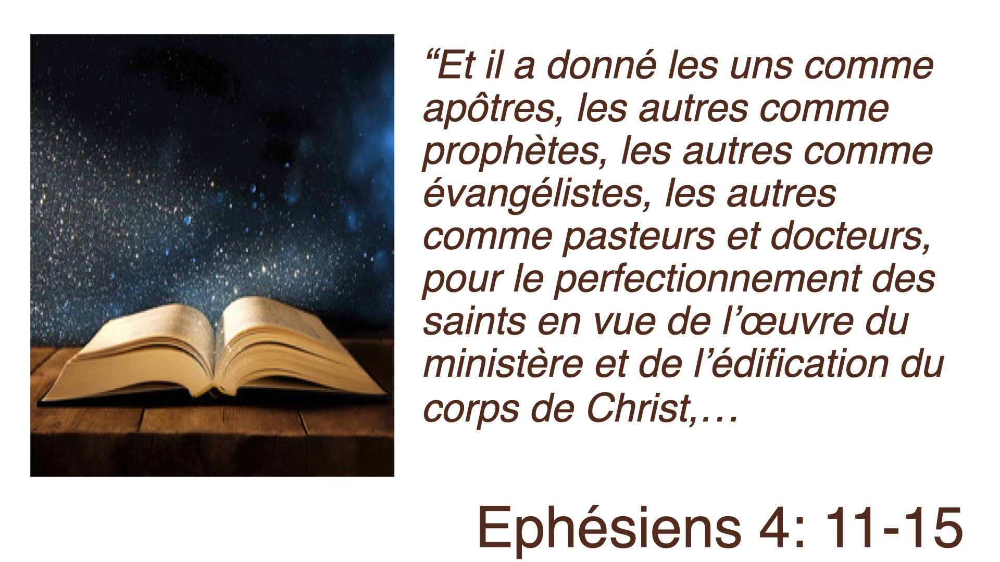 “Et il a donné les uns comme
apôtres, les autres comme
prophètes, les autres comme
évangélistes, les autres
comme pasteurs et docteurs,
pour le perfectionnement des
saints en vue de l’œuvre du
ministère et de l’édification du
corps de Christ,…
Ephésiens 4: 11-15